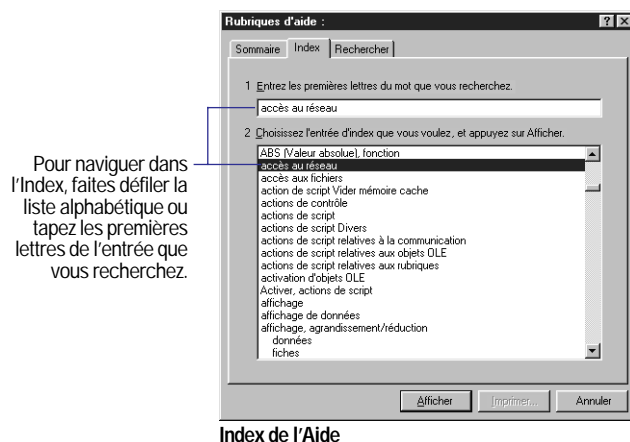 Rubriques d'aide :
Sommaire Index Rechercher
1 Entrez les premières lettres du mot que vous recherchez.
accès au réseau
2 Choisissez l'entrée d'index que vous voulez, et appuyez sur Afficher.
ABS (Valeur absolue), fonction
accès au réseau
accès aux fichiers
action de script Vider mémoire cache
actions de contrôle
actions de script
actions de script Divers
actions de script relatives à la communication
actions de script relatives aux objets OLE
actions de script relatives aux rubriques
activation d'objets OLE
Activer, actions de script
affichage
affichage de données
affichage, agrandissement/réduction
données
fiches
Afficher Imprimer... Annuler
Pour naviguer dans
l'Index, faites défiler la
liste alphabétique ou
tapez les premières
lettres de l'entrée que
vous recherchez.
Index de l'Aide